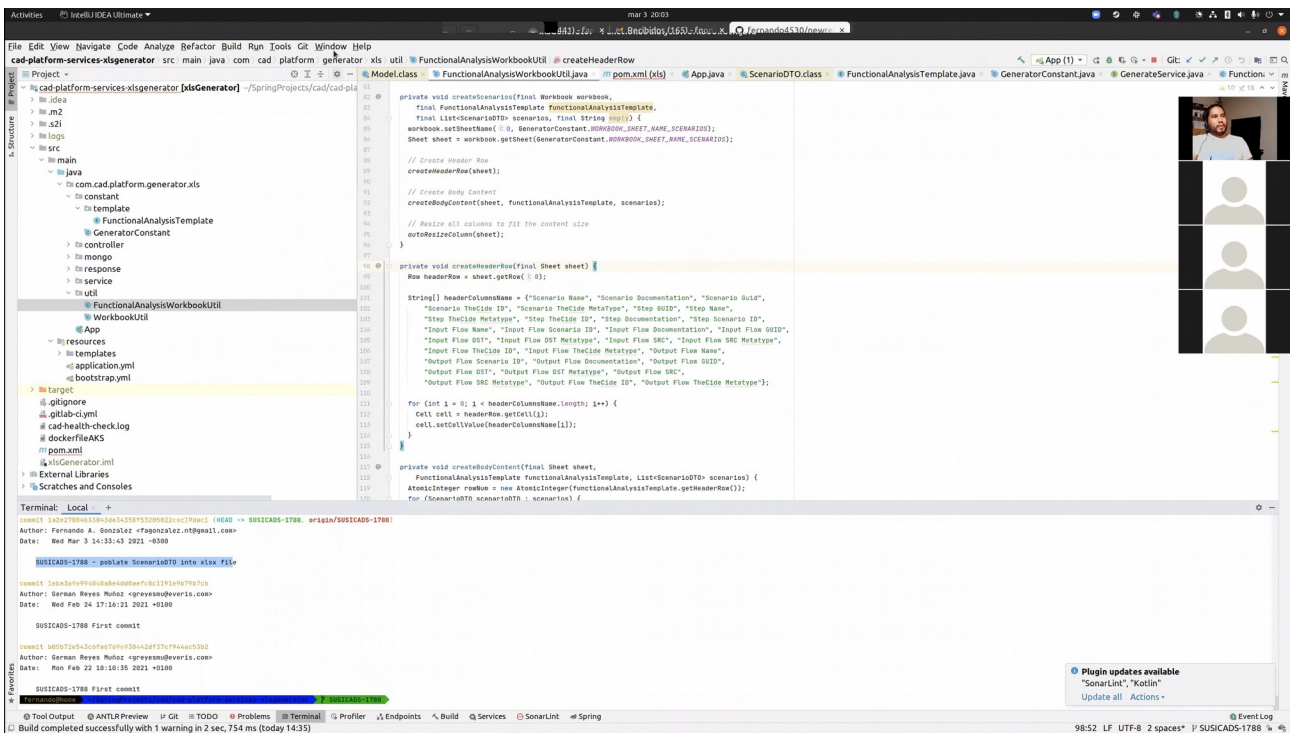 Activities
IntelliJ IDEA Ultimate
mar 3 20:03
File Edit View Navigate Code Analyze Refactor Build Run Tools Git Window Help
cad-platform-services-xlsgenerator src main java com cad platform generator xls util FunctionalAnalysisWorkbookUtil createHeaderRow
App (1)
Git:
Project
Model.class
FunctionalAnalysisWorkbookUtil.java
pom.xml (xls)
App.java
ScenarioDTO.class
FunctionalAnalysisTemplate.java
GeneratorConstant.java
GenerateService.java
cad-platform-services-xlsgenerator [xlsGenerator] ~/SpringProjects/cad/cad-pla
.idea
.m2
.s2i
logs
src
main
java
com.cad.platform.generator.xls
constant
template
FunctionalAnalysisTemplate
GeneratorConstant
controller
mongo
response
service
util
FunctionalAnalysisWorkbookUtil
WorkbookUtil
App
resources
templates
application.yml
bootstrap.yml
target
.gitignore
.gitlab-ci.yml
cad-health-check.log
dockerfileAKS
pom.xml
xlsGenerator.iml
External Libraries
Scratches and Consoles
private void createScenarios(final Workbook workbook,
final FunctionalAnalysisTemplate functionalAnalysisTemplate,
final List<ScenarioDTO> scenarios, final String empty) {
workbook.setSheetName( i: 0, GeneratorConstant.WORKBOOK_SHEET_NAME_SCENARIOS);
Sheet sheet = workbook.getSheet(GeneratorConstant.WORKBOOK_SHEET_NAME_SCENARIOS);
// Create Header Row
createHeaderRow(sheet);
// Create Body Content
createBodyContent(sheet, functionalAnalysisTemplate, scenarios);
// Resize all columns to fit the content size
autoResizeColumn(sheet);
}
private void createHeaderRow(final Sheet sheet) {
Row headerRow = sheet.getRow( i: 0);
String[] headerColumnsName = {"Scenario Name", "Scenario Documentation", "Scenario Guid",
"Scenario TheCide ID", "Scenario TheCide MetaType", "Step GUID", "Step Name",
"Step TheCide Metatype", "Step TheCide ID", "Step Documentation", "Step Scenario ID",
"Input Flow Name", "Input Flow Scenario ID", "Input Flow Documentation", "Input Flow GUID",
"Input Flow DST", "Input Flow DST Metatype", "Input Flow SRC", "Input Flow SRC Metatype",
"Input Flow TheCide ID", "Input Flow TheCide Metatype", "Output Flow Name",
"Output Flow Scenario ID", "Output Flow Documentation", "Output Flow GUID",
"Output Flow DST", "Output Flow DST Metatype", "Output Flow SRC",
"Output Flow SRC Metatype", "Output Flow TheCide ID", "Output Flow TheCide Metatype"};
for (int i = 0; i < headerColumnsName.length; i++) {
Cell cell = headerRow.getCell(i);
cell.setCellValue(headerColumnsName[i]);
}
}
private void createBodyContent(final Sheet sheet,
FunctionalAnalysisTemplate functionalAnalysisTemplate, List<ScenarioDTO> scenarios) {
AtomicInteger rowNum = new AtomicInteger(functionalAnalysisTemplate.getHeaderRow());
for (ScenarioDTO scenarioDTO : scenarios) {
Terminal: Local +
(HEAD -> SUSICADS-1788, origin/SUSICADS-1788)
Author: Fernando A. Gonzalez <fagonzalez.nt@gmail.com>
Date: Wed Mar 3 14:33:43 2021 -0300
SUSICADS-1788 - poblate ScenarioDTO into xlsx file
Author: German Reyes Muñoz <greyesmu@everis.com>
Date: Wed Feb 24 17:16:21 2021 +0100
SUSICADS-1788 First commit
Author: German Reyes Muñoz <greyesmu@everis.com>
Date: Mon Feb 22 18:10:35 2021 +0100
SUSICADS-1788 First commit
fernando@home
SUSICADS-1788
Plugin updates available
"SonarLint", "Kotlin"
Update all Actions
Tool Output ANTLR Preview Git TODO Problems Terminal Profiler Endpoints Build Services SonarLint Spring
Event Log
Build completed successfully with 1 warning in 2 sec, 754 ms (today 14:35)
98:52 LF UTF-8 2 spaces* SUSICADS-1788